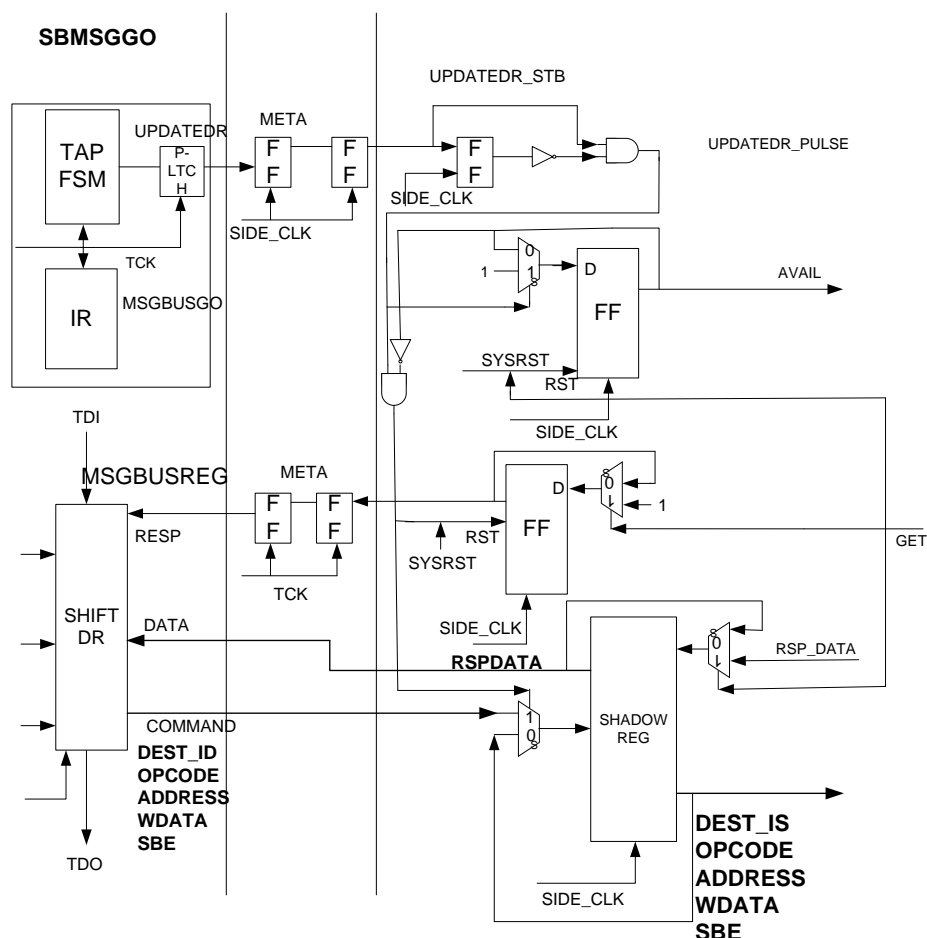 SBMSGGO
UPDATEDR_STB
META
UPDATEDR
UPDATEDR_PULSE
TAP
FSM
P-
LTC
H
F
F
F
F
F
F
SIDE_CLK
SIDE_CLK
TCK
0
1
1
S
D
FF
AVAIL
MSGBUSGO
IR
SYSRST
RST
SIDE_CLK
TDI
MSGBUSREG
META
S
0
1
1
D
FF
F
F
F
F
RESP
RST
SYSRST
GET
TCK
SHIFT
DR
DATA
SIDE_CLK
RSPDATA
S
0
1
RSP_DATA
COMMAND
1
0
S
SHADOW
REG
DEST_ID
OPCODE
ADDRESS
WDATA
SBE
TDO
SIDE_CLK
DEST_IS
OPCODE
ADDRESS
WDATA
SBE